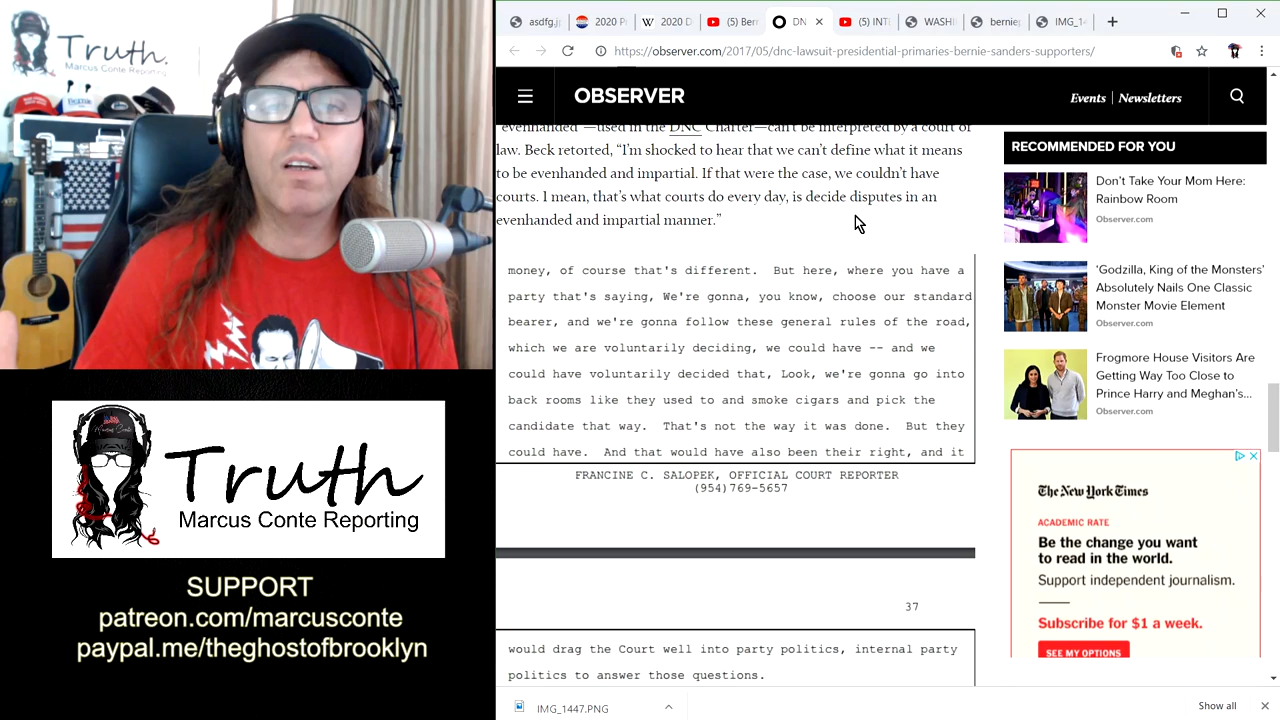 Truth.
Marcus Conte Reporting
asdfg.j
2020 P
2020 D
(5) Ber
DN
(5) INT
WASHI
bernie
IMG_1
https://observer.com/2017/05/dnc-lawsuit-presidential-primaries-bernie-sanders-supporters/
OBSERVER
Events | Newsletters
evenhanded"—used in the DNC Charter—can't be interpreted by a court of
law. Beck retorted, “I'm shocked to hear that we can't define what it means
to be evenhanded and impartial. If that were the case, we couldn't have
courts. I mean, that's what courts do every day, is decide disputes in an
evenhanded and impartial manner.”
money, of course that's different. But here, where you have a
party that's saying, We're gonna, you know, choose our standard
bearer, and we're gonna follow these general rules of the road,
which we are voluntarily deciding, we could have -- and we
could have voluntarily decided that, Look, we're gonna go into
back rooms like they used to and smoke cigars and pick the
candidate that way. That's not the way it was done. But they
could have. And that would have also been their right, and it
FRANCINE C. SALOPEK, OFFICIAL COURT REPORTER
(954)769-5657
37
would drag the Court well into party politics, internal party
politics to answer those questions.
RECOMMENDED FOR YOU
Don't Take Your Mom Here:
Rainbow Room
Observer.com
‘Godzilla, King of the Monsters’
Absolutely Nails One Classic
Monster Movie Element
Observer.com
Frogmore House Visitors Are
Getting Way Too Close to
Prince Harry and Meghan's...
Observer.com
The New York Times
ACADEMIC RATE
Be the change you want
to read in the world.
Support independent journalism.
Subscribe for $1 a week.
SEE MY OPTIONS
Truth
Marcus Conte Reporting
SUPPORT
patreon.com/marcusconte
paypal.me/theghostofbrooklyn
IMG_1447.PNG
Show all